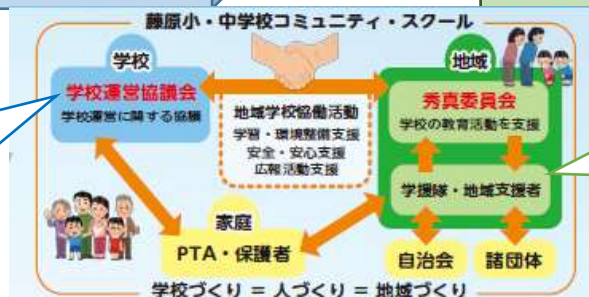 藤原小・中学校コミュニティ・スクール
学校
学校運営協議会
学校運営に関する協議
地域学校協働活動
学習・環境整備支援
安全・安心支援
広報活動支援
地域
秀真委員会
学校の教育活動を支援
学援隊・地域支援者
家庭
PTA・保護者
自治会
諸団体
学校づくり = 人づくり = 地域づくり